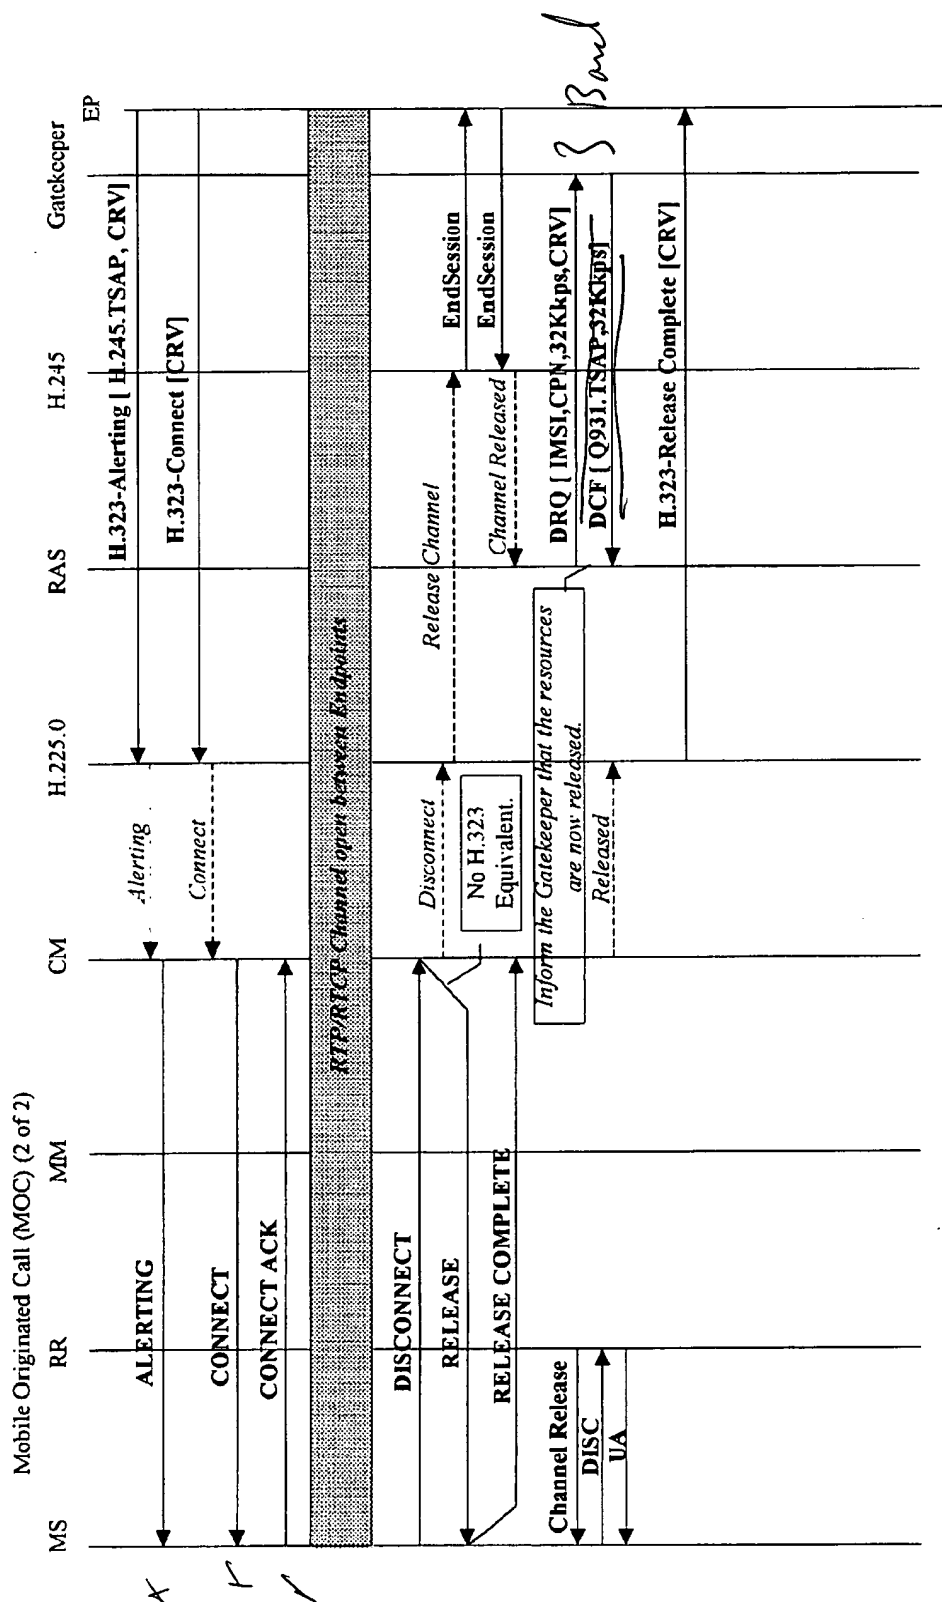 Mobile Originated Call (MOC) (2 of 2)
MS
RR
MM
CM
H.225.0
RAS
H.245
Gatekeeper
EP
H.323-Alerting [ H.245.TSAP, CRV]
Alerting
ALERTING
H.323-Connect [CRV]
Connect
CONNECT
CONNECT ACK
RTP/RTCP Channel open between Endpoints
DISCONNECT
Disconnect
Release Channel
EndSession
EndSession
RELEASE
No H.323
Equivalent.
Channel Released
RELEASE COMPLETE
Inform the Gatekeeper that the resources
are now released.
DRQ [ IMSI,CPN,32Kkps,CRV]
DCF [ Q931.TSAP,32Kkps]
Channel Release
DISC
UA
Released
H.323-Release Complete [CRV]
Band